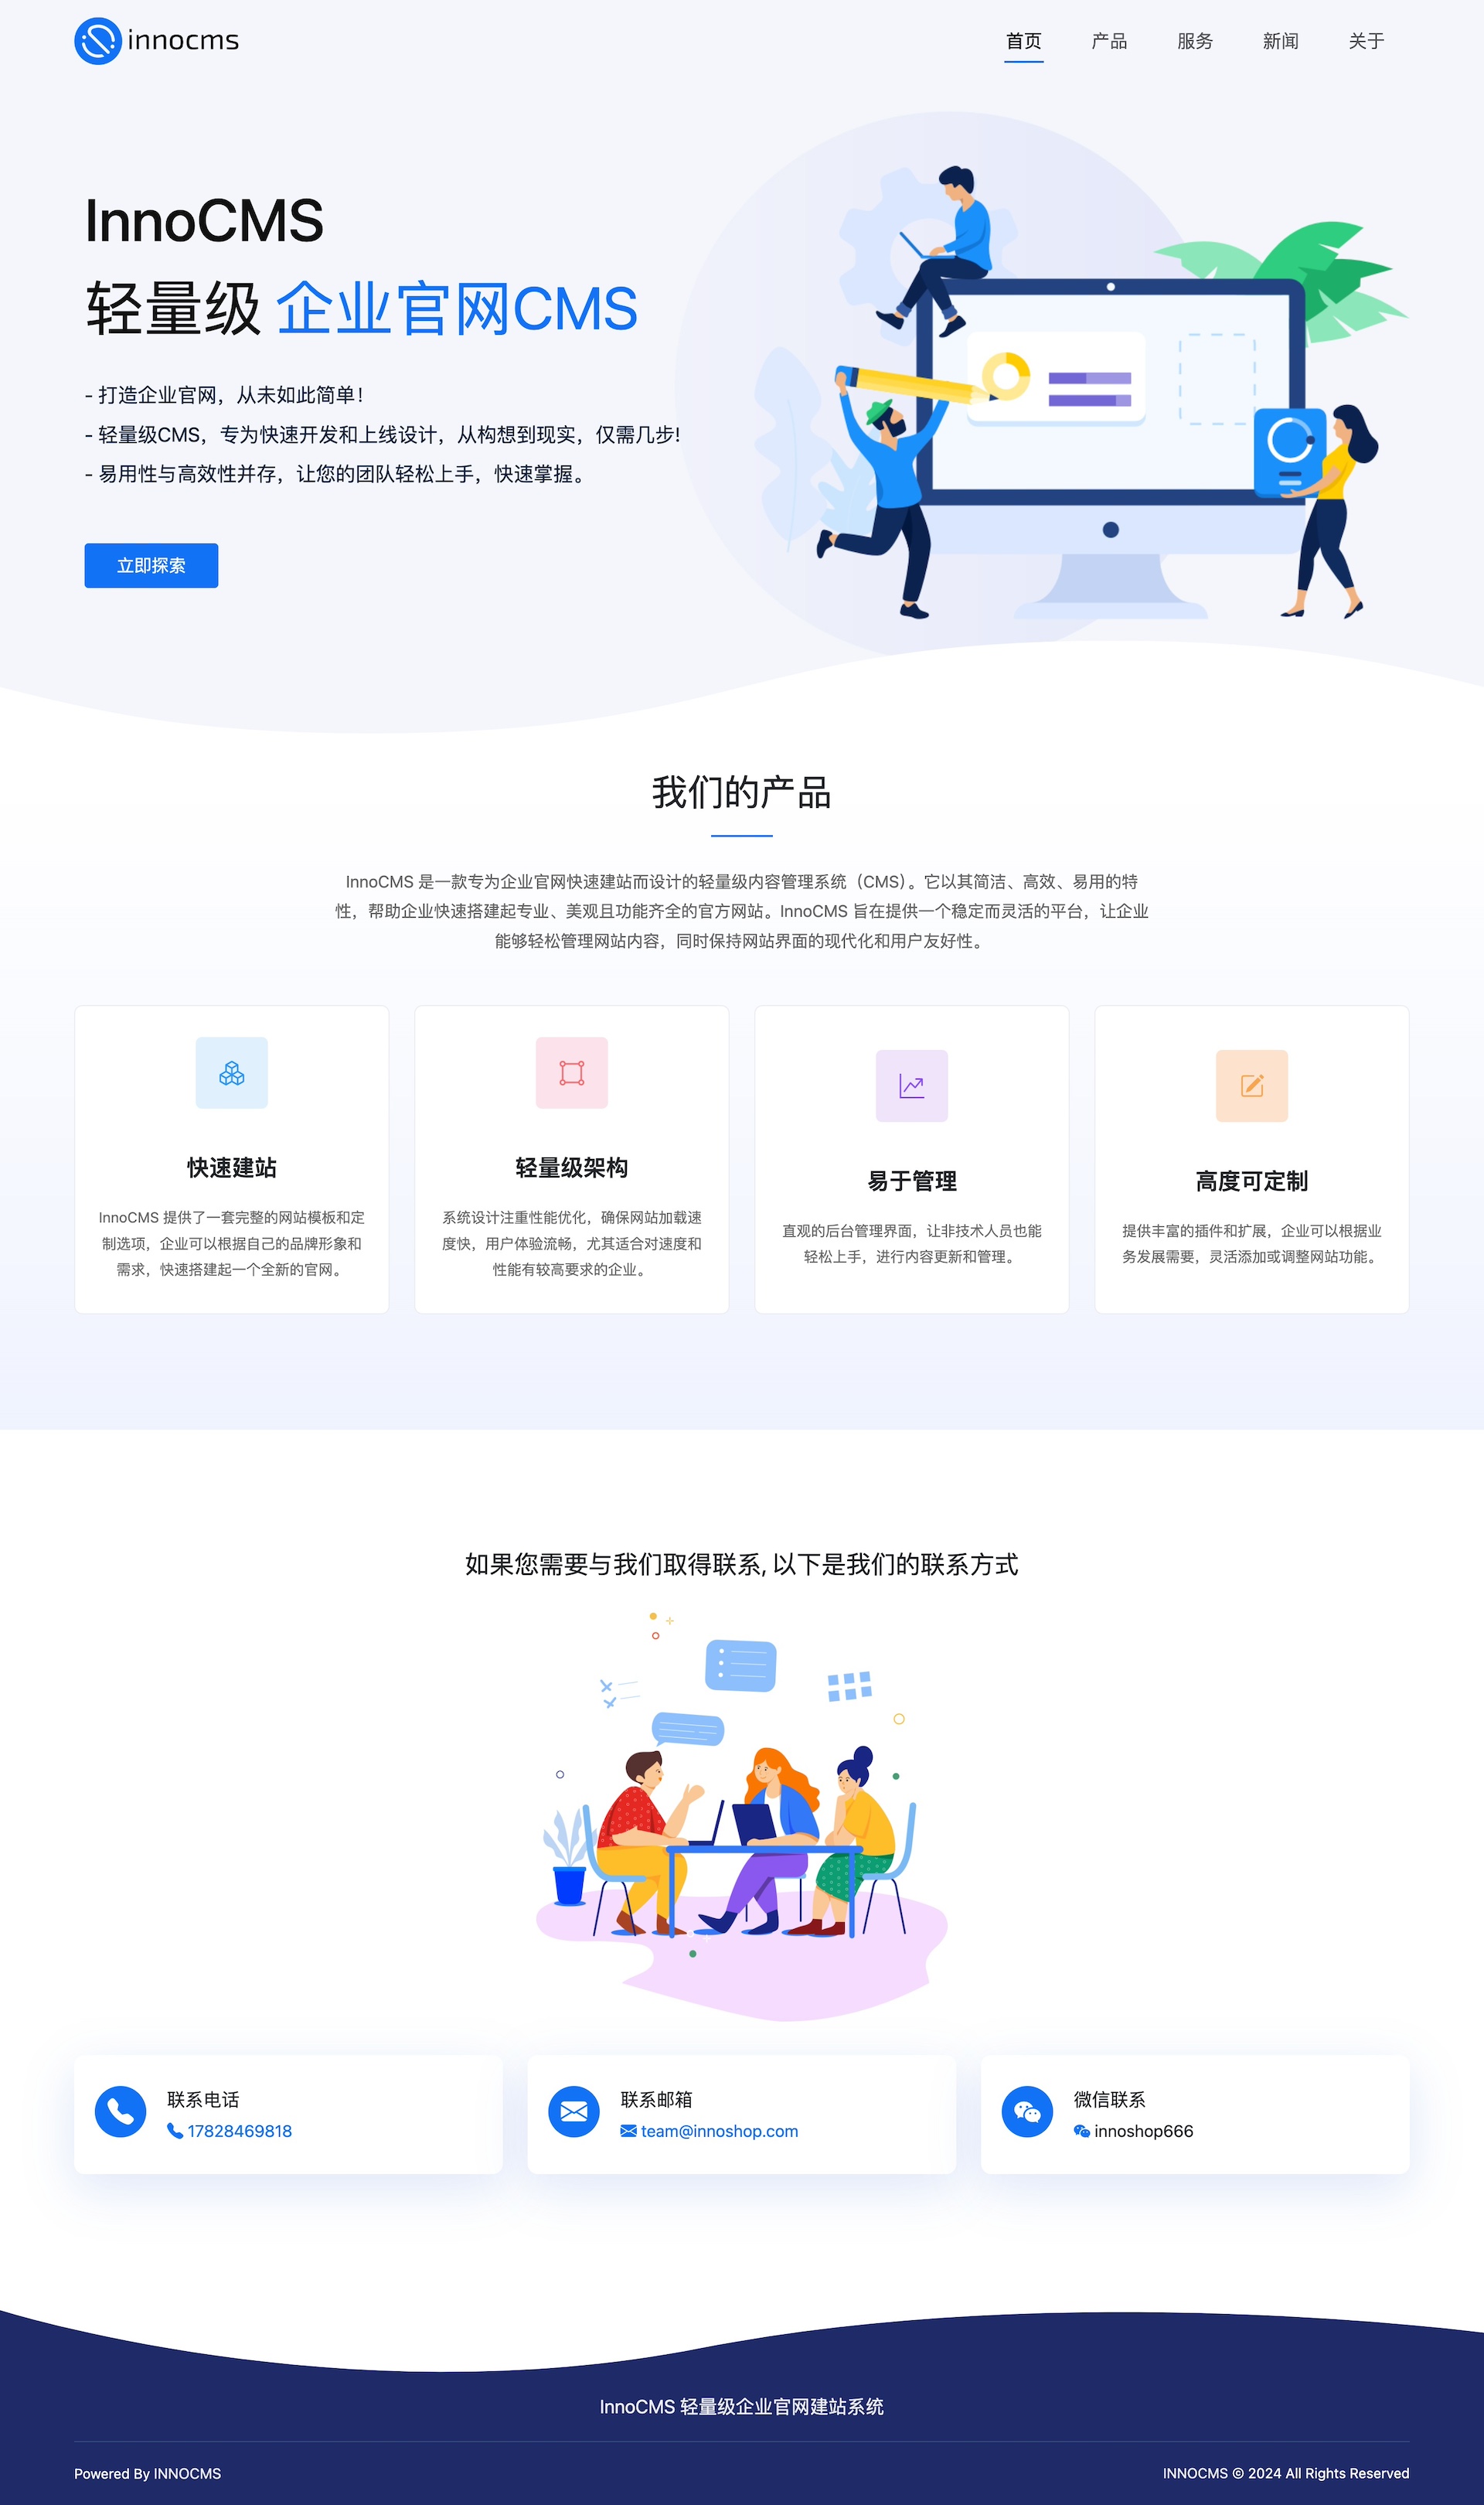 innocms
首页 产品 服务 新闻 关于
InnoCMS
轻量级 企业官网CMS
- 打造企业官网，从未如此简单！
- 轻量级CMS，专为快速开发和上线设计，从构想到现实，仅需几步!
- 易用性与高效性并存，让您的团队轻松上手，快速掌握。
立即探索
我们的产品
InnoCMS 是一款专为企业官网快速建站而设计的轻量级内容管理系统（CMS）。它以其简洁、高效、易用的特
性，帮助企业快速搭建起专业、美观且功能齐全的官方网站。InnoCMS 旨在提供一个稳定而灵活的平台，让企业
能够轻松管理网站内容，同时保持网站界面的现代化和用户友好性。
快速建站
InnoCMS 提供了一套完整的网站模板和定
制选项，企业可以根据自己的品牌形象和
需求，快速搭建起一个全新的官网。
轻量级架构
系统设计注重性能优化，确保网站加载速
度快，用户体验流畅，尤其适合对速度和
性能有较高要求的企业。
易于管理
直观的后台管理界面，让非技术人员也能
轻松上手，进行内容更新和管理。
高度可定制
提供丰富的插件和扩展，企业可以根据业
务发展需要，灵活添加或调整网站功能。
如果您需要与我们取得联系, 以下是我们的联系方式
联系电话
17828469818
联系邮箱
team@innoshop.com
微信联系
innoshop666
InnoCMS 轻量级企业官网建站系统
Powered By INNOCMS
INNOCMS © 2024 All Rights Reserved